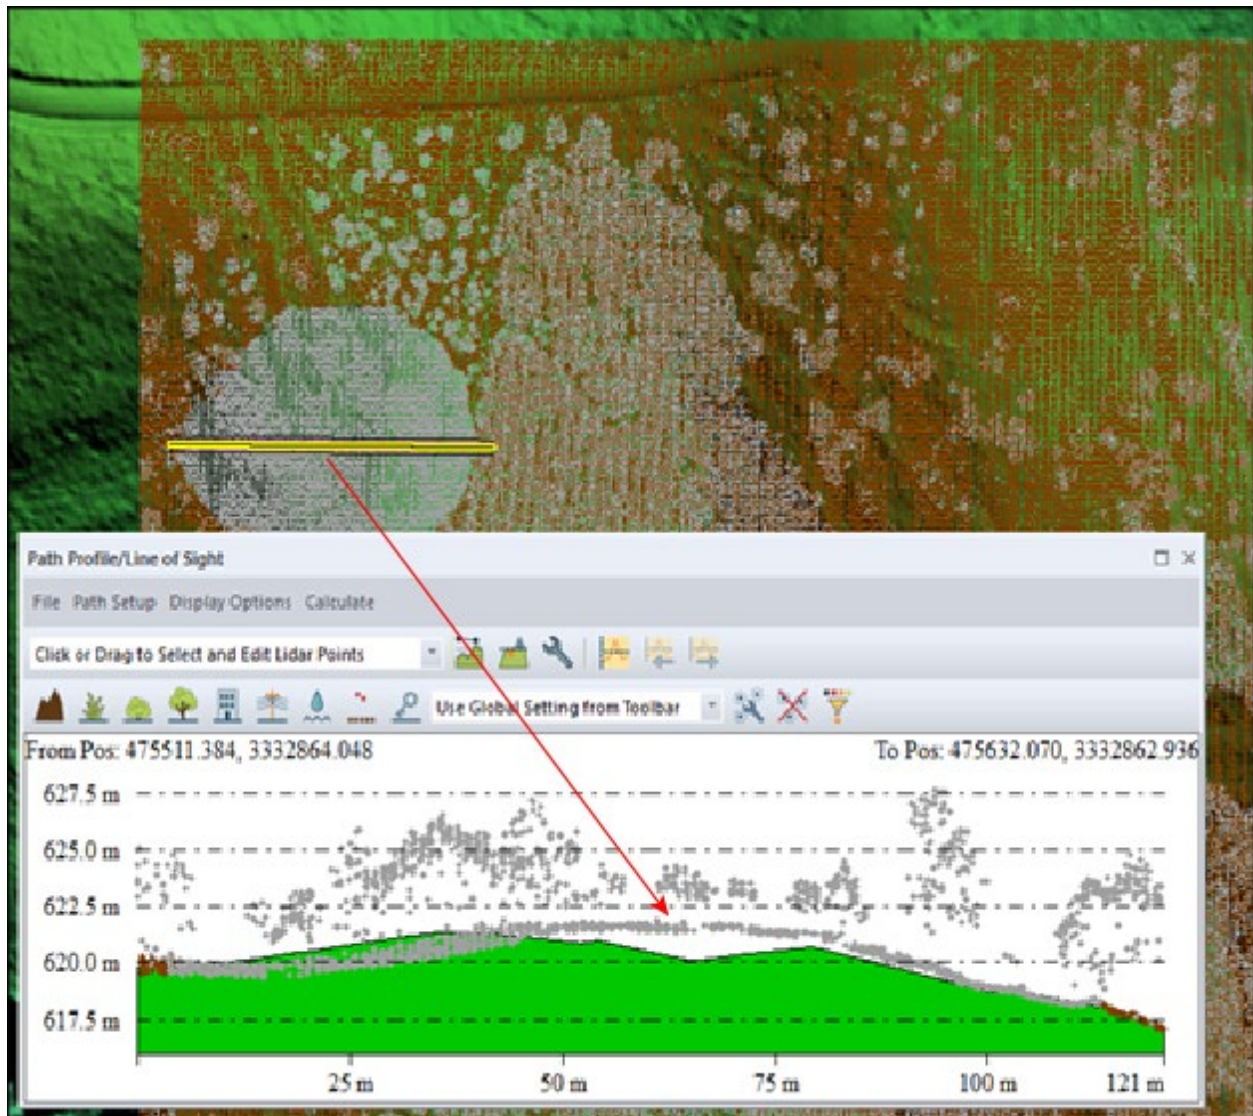 Path Profile/Line of Sight
File Path Setup Display Options Calculate
Click or Drag to Select and Edit Lidar Points
Use Global Setting from Toolbar
From Pos: 475511.384, 3332864.048 To Pos: 475632.070, 3332862.936
627.5 m
625.0 m
622.5 m
620.0 m
617.5 m
25 m 50 m 75 m 100 m 121 m